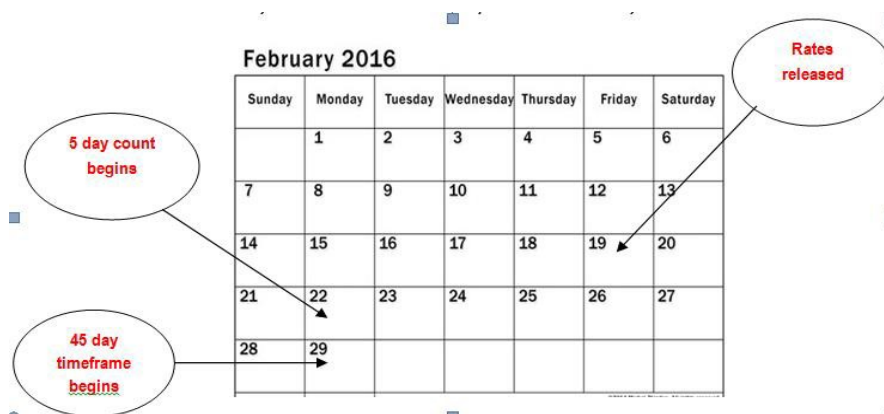 February 2016
Rates
released
Sunday Monday Tuesday Wednesday Thursday Friday Saturday
1 2 3 4 5 6
5 day count
begins
7 8 9 10 11 12 13
14 15 16 17 18 19 20
21 22 23 24 25 26 27
45 day
timeframe
begins
28 29